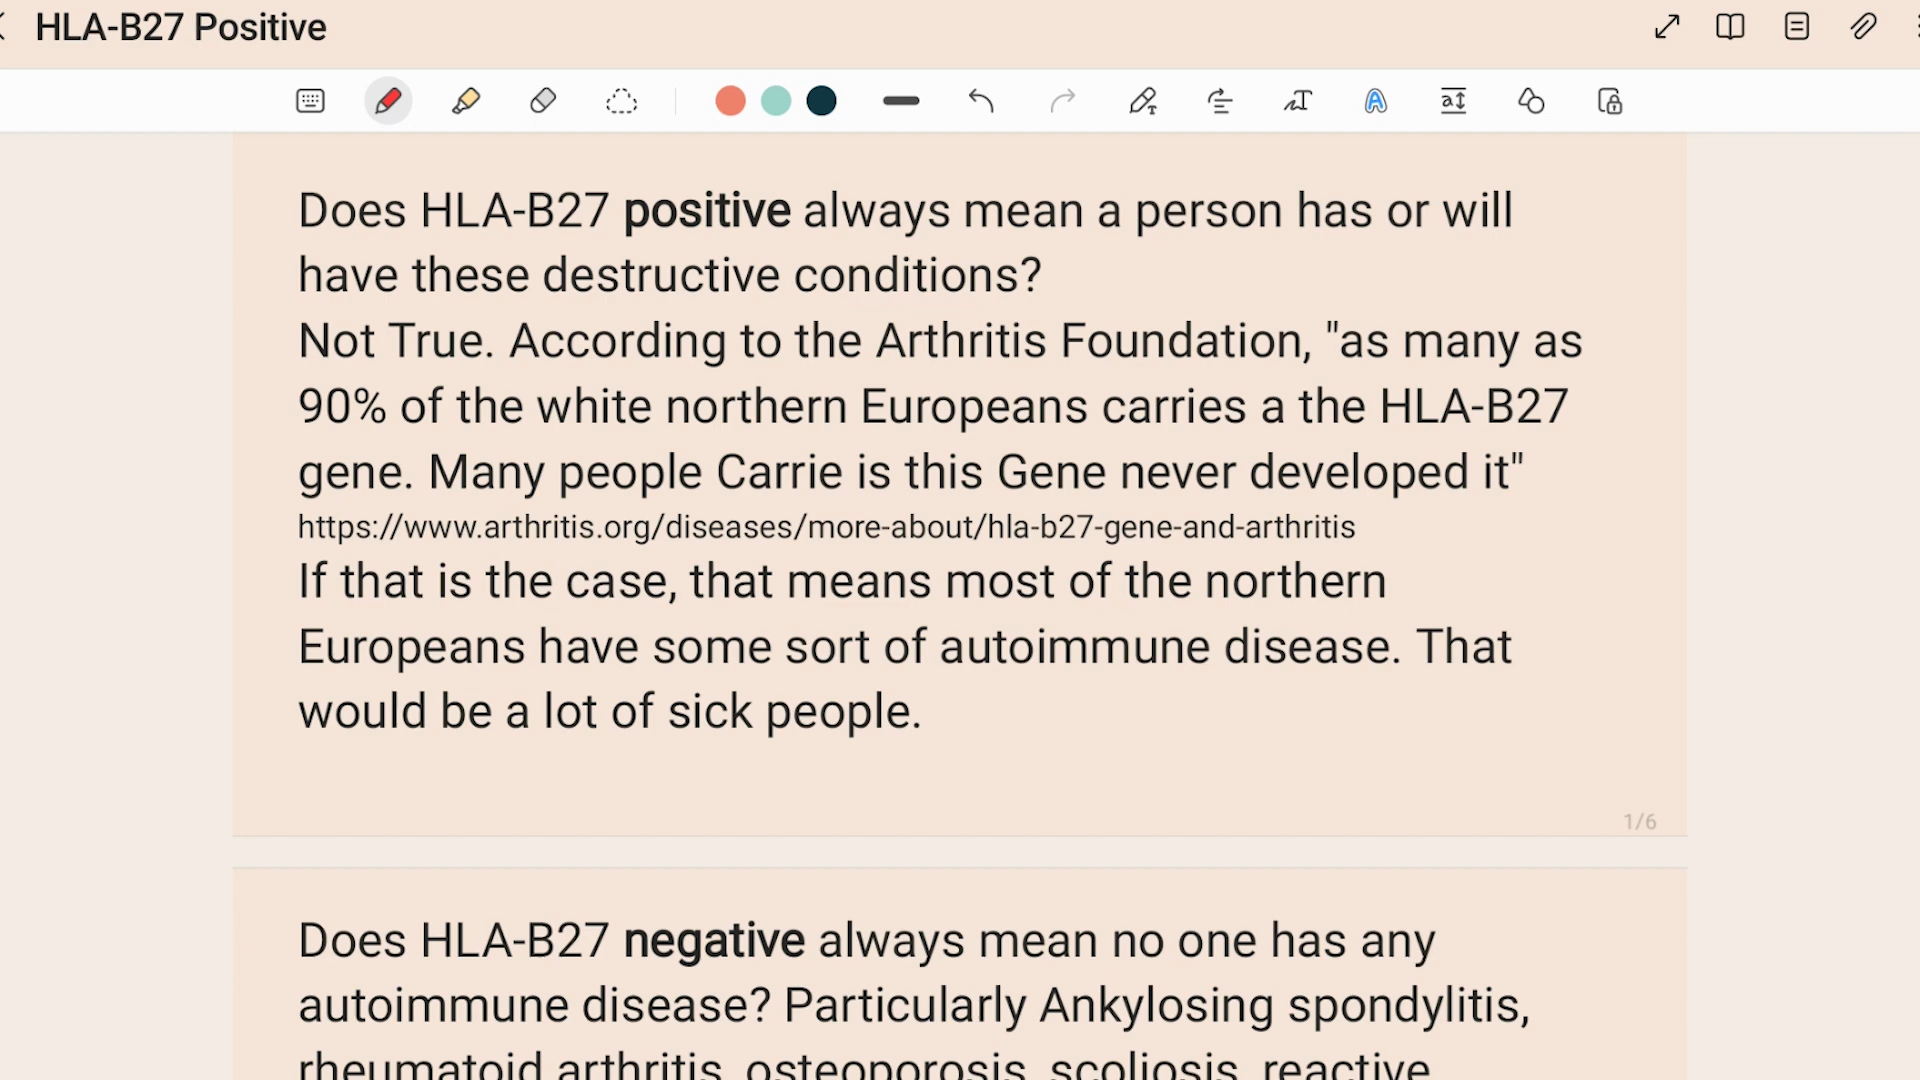 HLA-B27 Positive
Does HLA-B27 positive always mean a person has or will
have these destructive conditions?
Not True. According to the Arthritis Foundation, "as many as
90% of the white northern Europeans carries a the HLA-B27
gene. Many people Carrie is this Gene never developed it"
https://www.arthritis.org/diseases/more-about/hla-b27-gene-and-arthritis
If that is the case, that means most of the northern
Europeans have some sort of autoimmune disease. That
would be a lot of sick people.
1/6
Does HLA-B27 negative always mean no one has any
autoimmune disease? Particularly Ankylosing spondylitis,
rheumatoid arthritis, osteoporosis, scoliosis, reactive